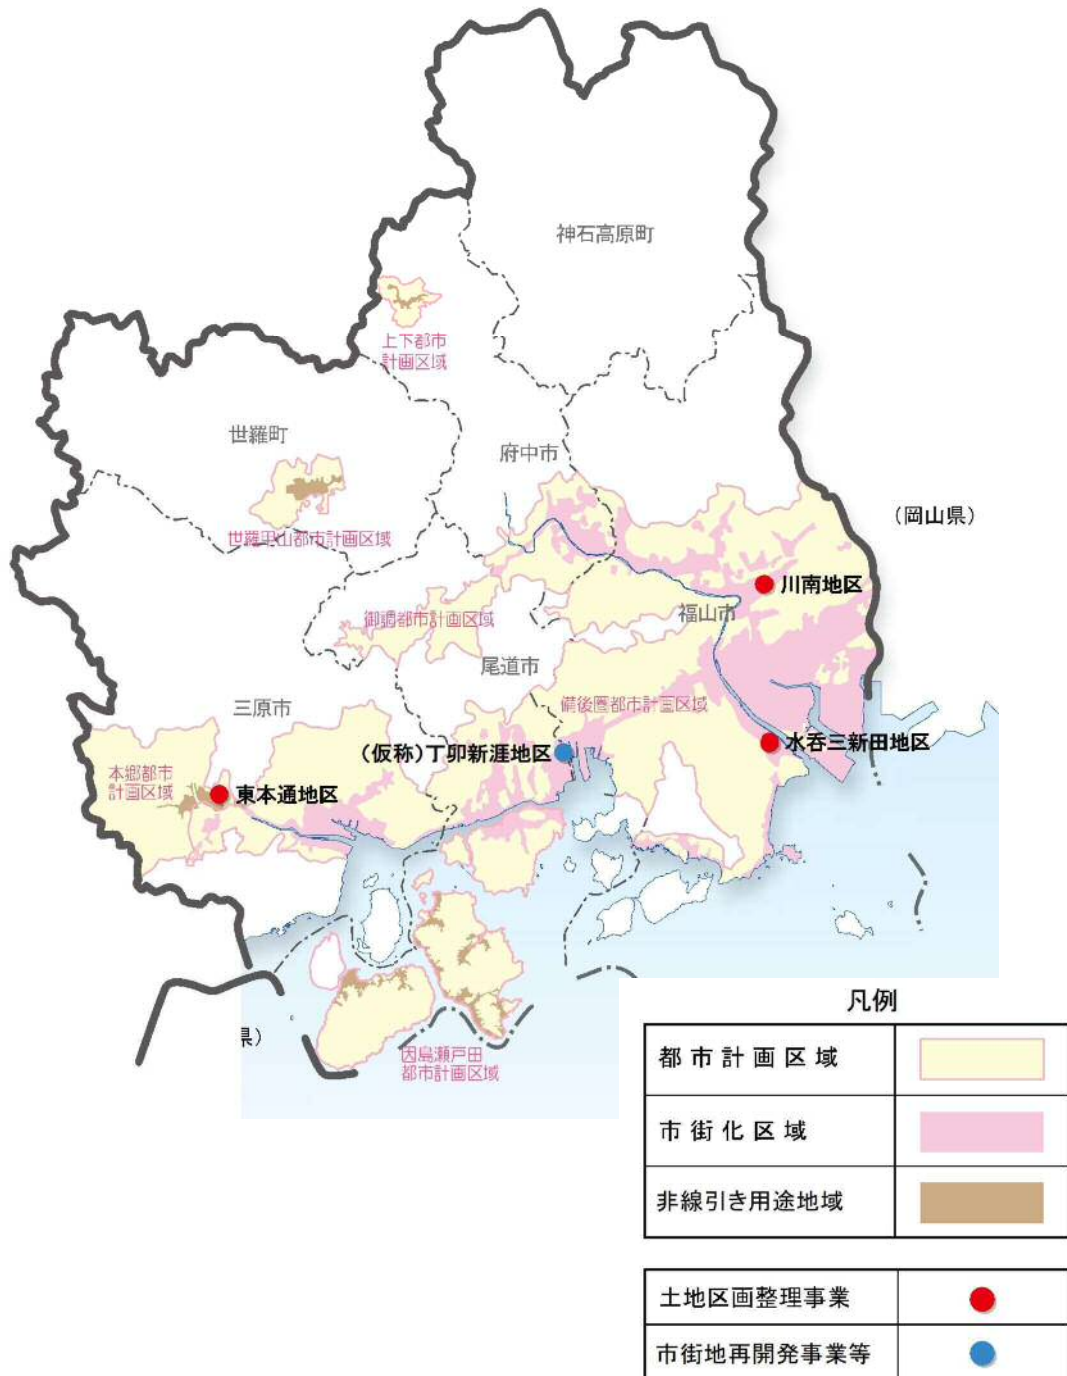 神石高原町
上下都市
計画区域
世羅町
府中市
(岡山県)
世羅甲山都市計画区域
川南地区
御調都市計画区域
福山市
尾道市
備後圏都市計画区域
三原市
水呑三新田地区
(仮称)丁卯新涯地区
本郷都市
計画区域
東本通地区
県)
因島瀬戸田
都市計画区域
凡例
都市計画区域
市街化区域
非線引き用途地域
土地区画整理事業
市街地再開発事業等